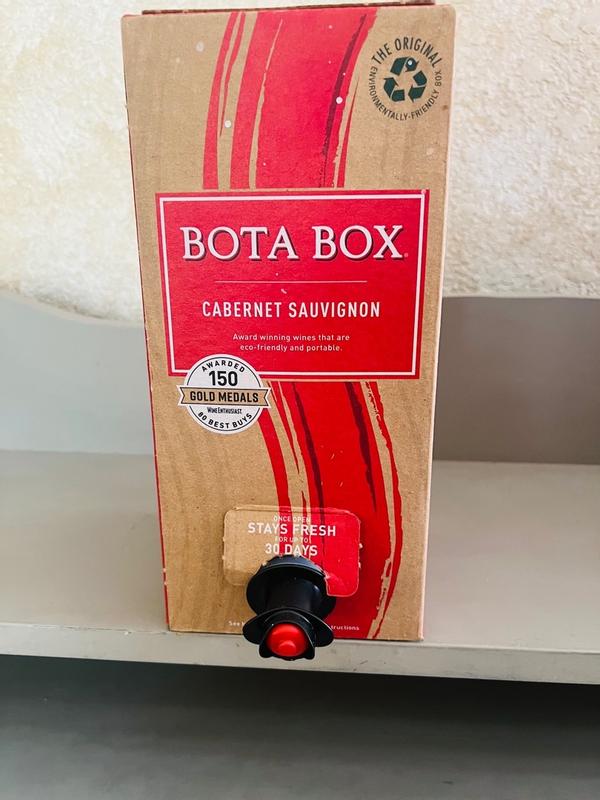 THE ORIGINAL
ENVIRONMENTALLY-FRIENDLY BOX
BOTA BOX
CABERNET SAUVIGNON
Award winning wines that are
eco-friendly and portable.
AWARDED
150
GOLD MEDALS
WINE ENTHUSIAST
80 BEST BUYS
ONCE OPEN
STAYS FRESH
FOR UP TO
30 DAYS
See